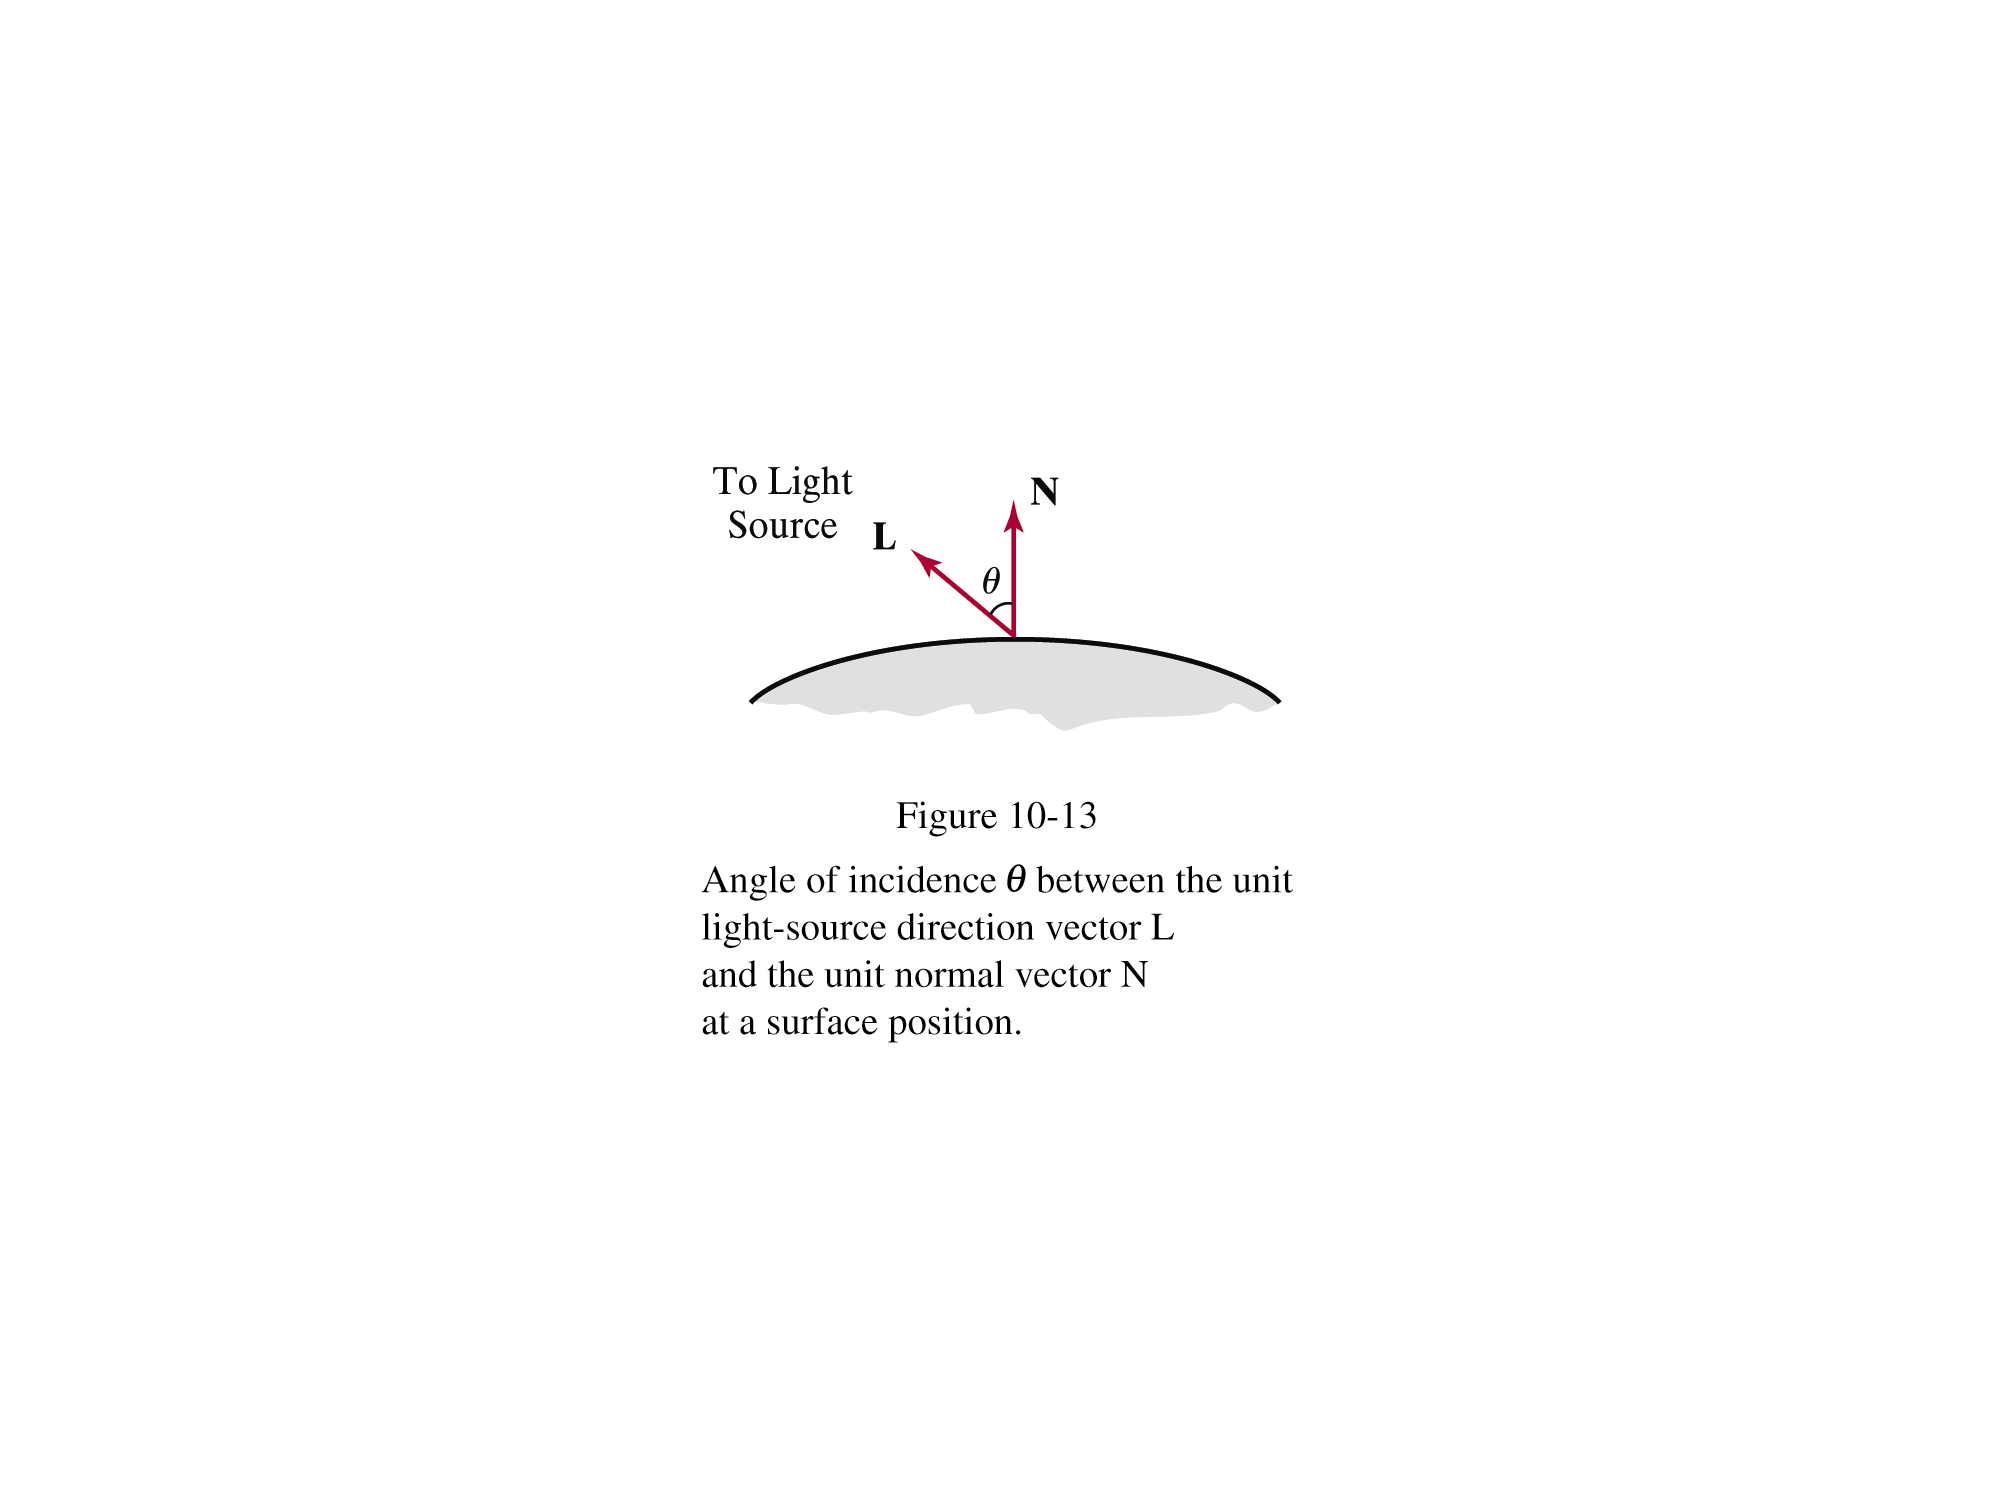 To Light
Source
L
N
θ
Figure 10-13
Angle of incidence θ between the unit
light-source direction vector L
and the unit normal vector N
at a surface position.